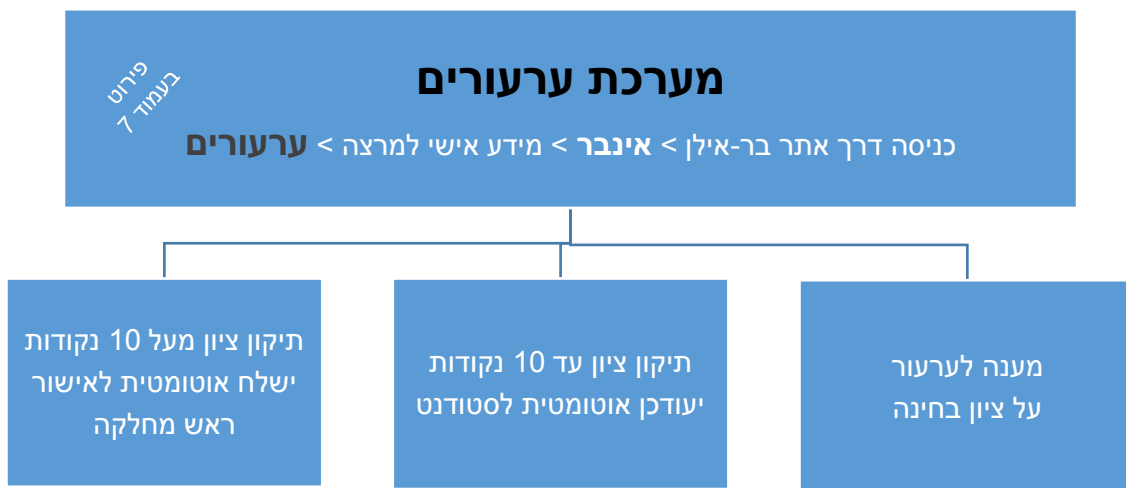 פירוט
בעמוד 7
מערכת ערעורים
כניסה דרך אתר בר-אילן > אינבר > מידע אישי למרצה > ערעורים
מענה לערעור
על ציון בחינה
תיקון ציון עד 10 נקודות
יעודכן אוטומטית לסטודנט
תיקון ציון מעל 10 נקודות
ישלח אוטומטית לאישור
ראש מחלקה